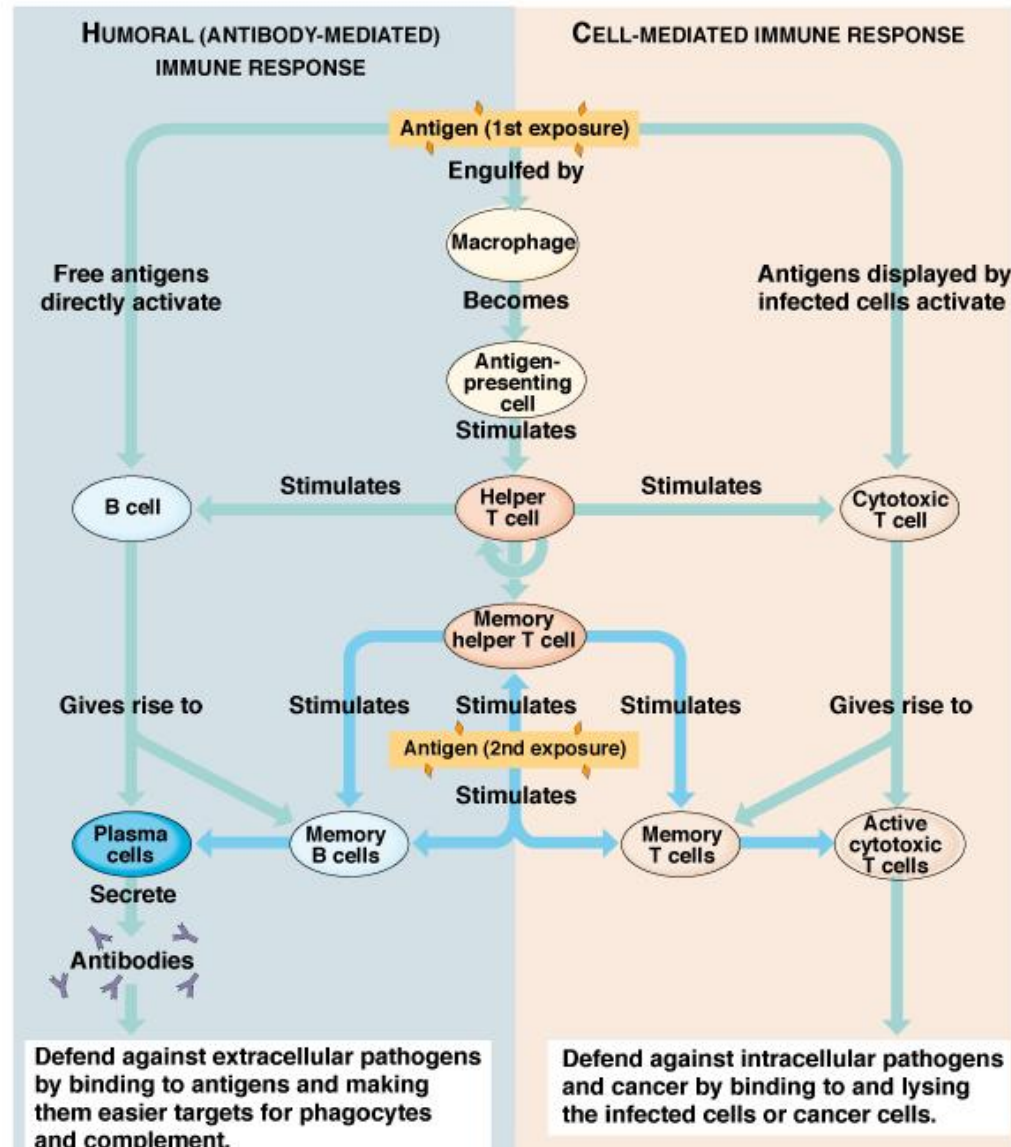 HUMORAL (ANTIBODY-MEDIATED)
IMMUNE RESPONSE
CELL-MEDIATED IMMUNE RESPONSE
Antigen (1st exposure)
Engulfed by
Macrophage
Free antigens
directly activate
Becomes
Antigens displayed by
infected cells activate
Antigen-
presenting
cell
Stimulates
B cell
Stimulates
Helper
T cell
Stimulates
Cytotoxic
T cell
Memory
helper T cell
Gives rise to
Stimulates
Stimulates
Stimulates
Gives rise to
Antigen (2nd exposure)
Stimulates
Plasma
cells
Memory
B cells
Memory
T cells
Active
cytotoxic
T cells
Secrete
Antibodies
Defend against extracellular pathogens
by binding to antigens and making
them easier targets for phagocytes
and complement.
Defend against intracellular pathogens
and cancer by binding to and lysing
the infected cells or cancer cells.